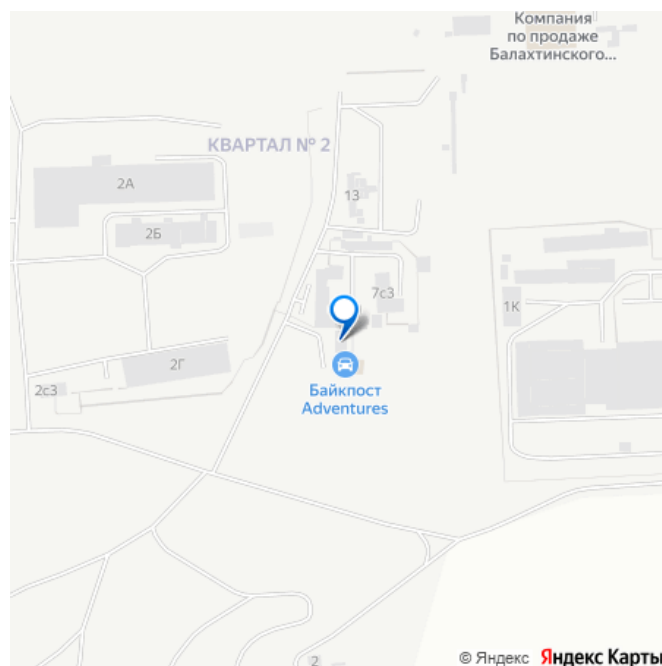 Компания
по продаже
Балахтинского...
КВАРТАЛ № 2
2А
13
2Б
7с3
1К
2Г
2с3
Байкпост
Adventures
2
© Яндекс Яндекс Карты